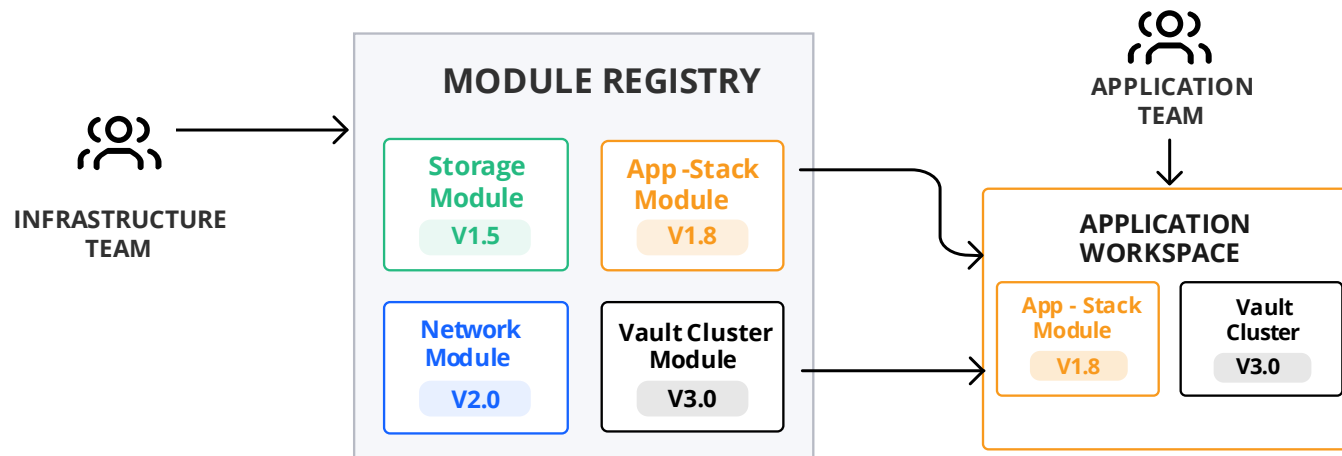 INFRASTRUCTURE
TEAM
MODULE REGISTRY
Storage
Module
V1.5
App -Stack
Module
V1.8
Network
Module
V2.0
Vault Cluster
Module
V3.0
APPLICATION
TEAM
APPLICATION
WORKSPACE
App - Stack
Module
V1.8
Vault
Cluster
V3.0